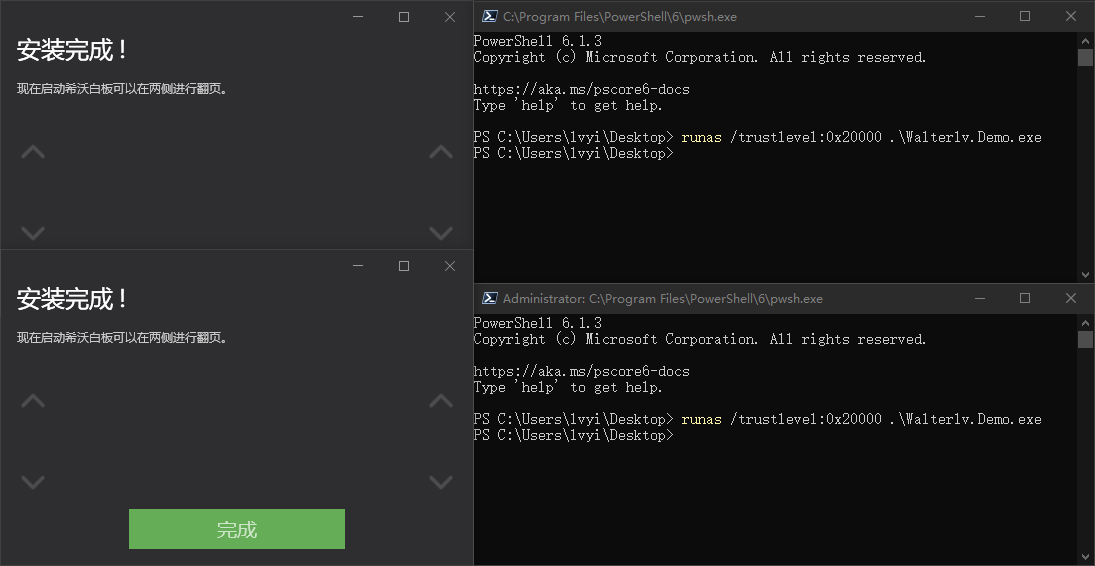 安装完成！
现在启动希沃白板可以在两侧进行翻页。
安装完成！
现在启动希沃白板可以在两侧进行翻页。
完成
C:\Program Files\PowerShell\6\pwsh.exe
PowerShell 6.1.3
Copyright (c) Microsoft Corporation. All rights reserved.
https://aka.ms/pscore6-docs
Type 'help' to get help.
PS C:\Users\lvyi\Desktop> runas /trustlevel:0x20000 .\Walterlv.Demo.exe
PS C:\Users\lvyi\Desktop>
Administrator: C:\Program Files\PowerShell\6\pwsh.exe
PowerShell 6.1.3
Copyright (c) Microsoft Corporation. All rights reserved.
https://aka.ms/pscore6-docs
Type 'help' to get help.
PS C:\Users\lvyi\Desktop> runas /trustlevel:0x20000 .\Walterlv.Demo.exe
PS C:\Users\lvyi\Desktop>